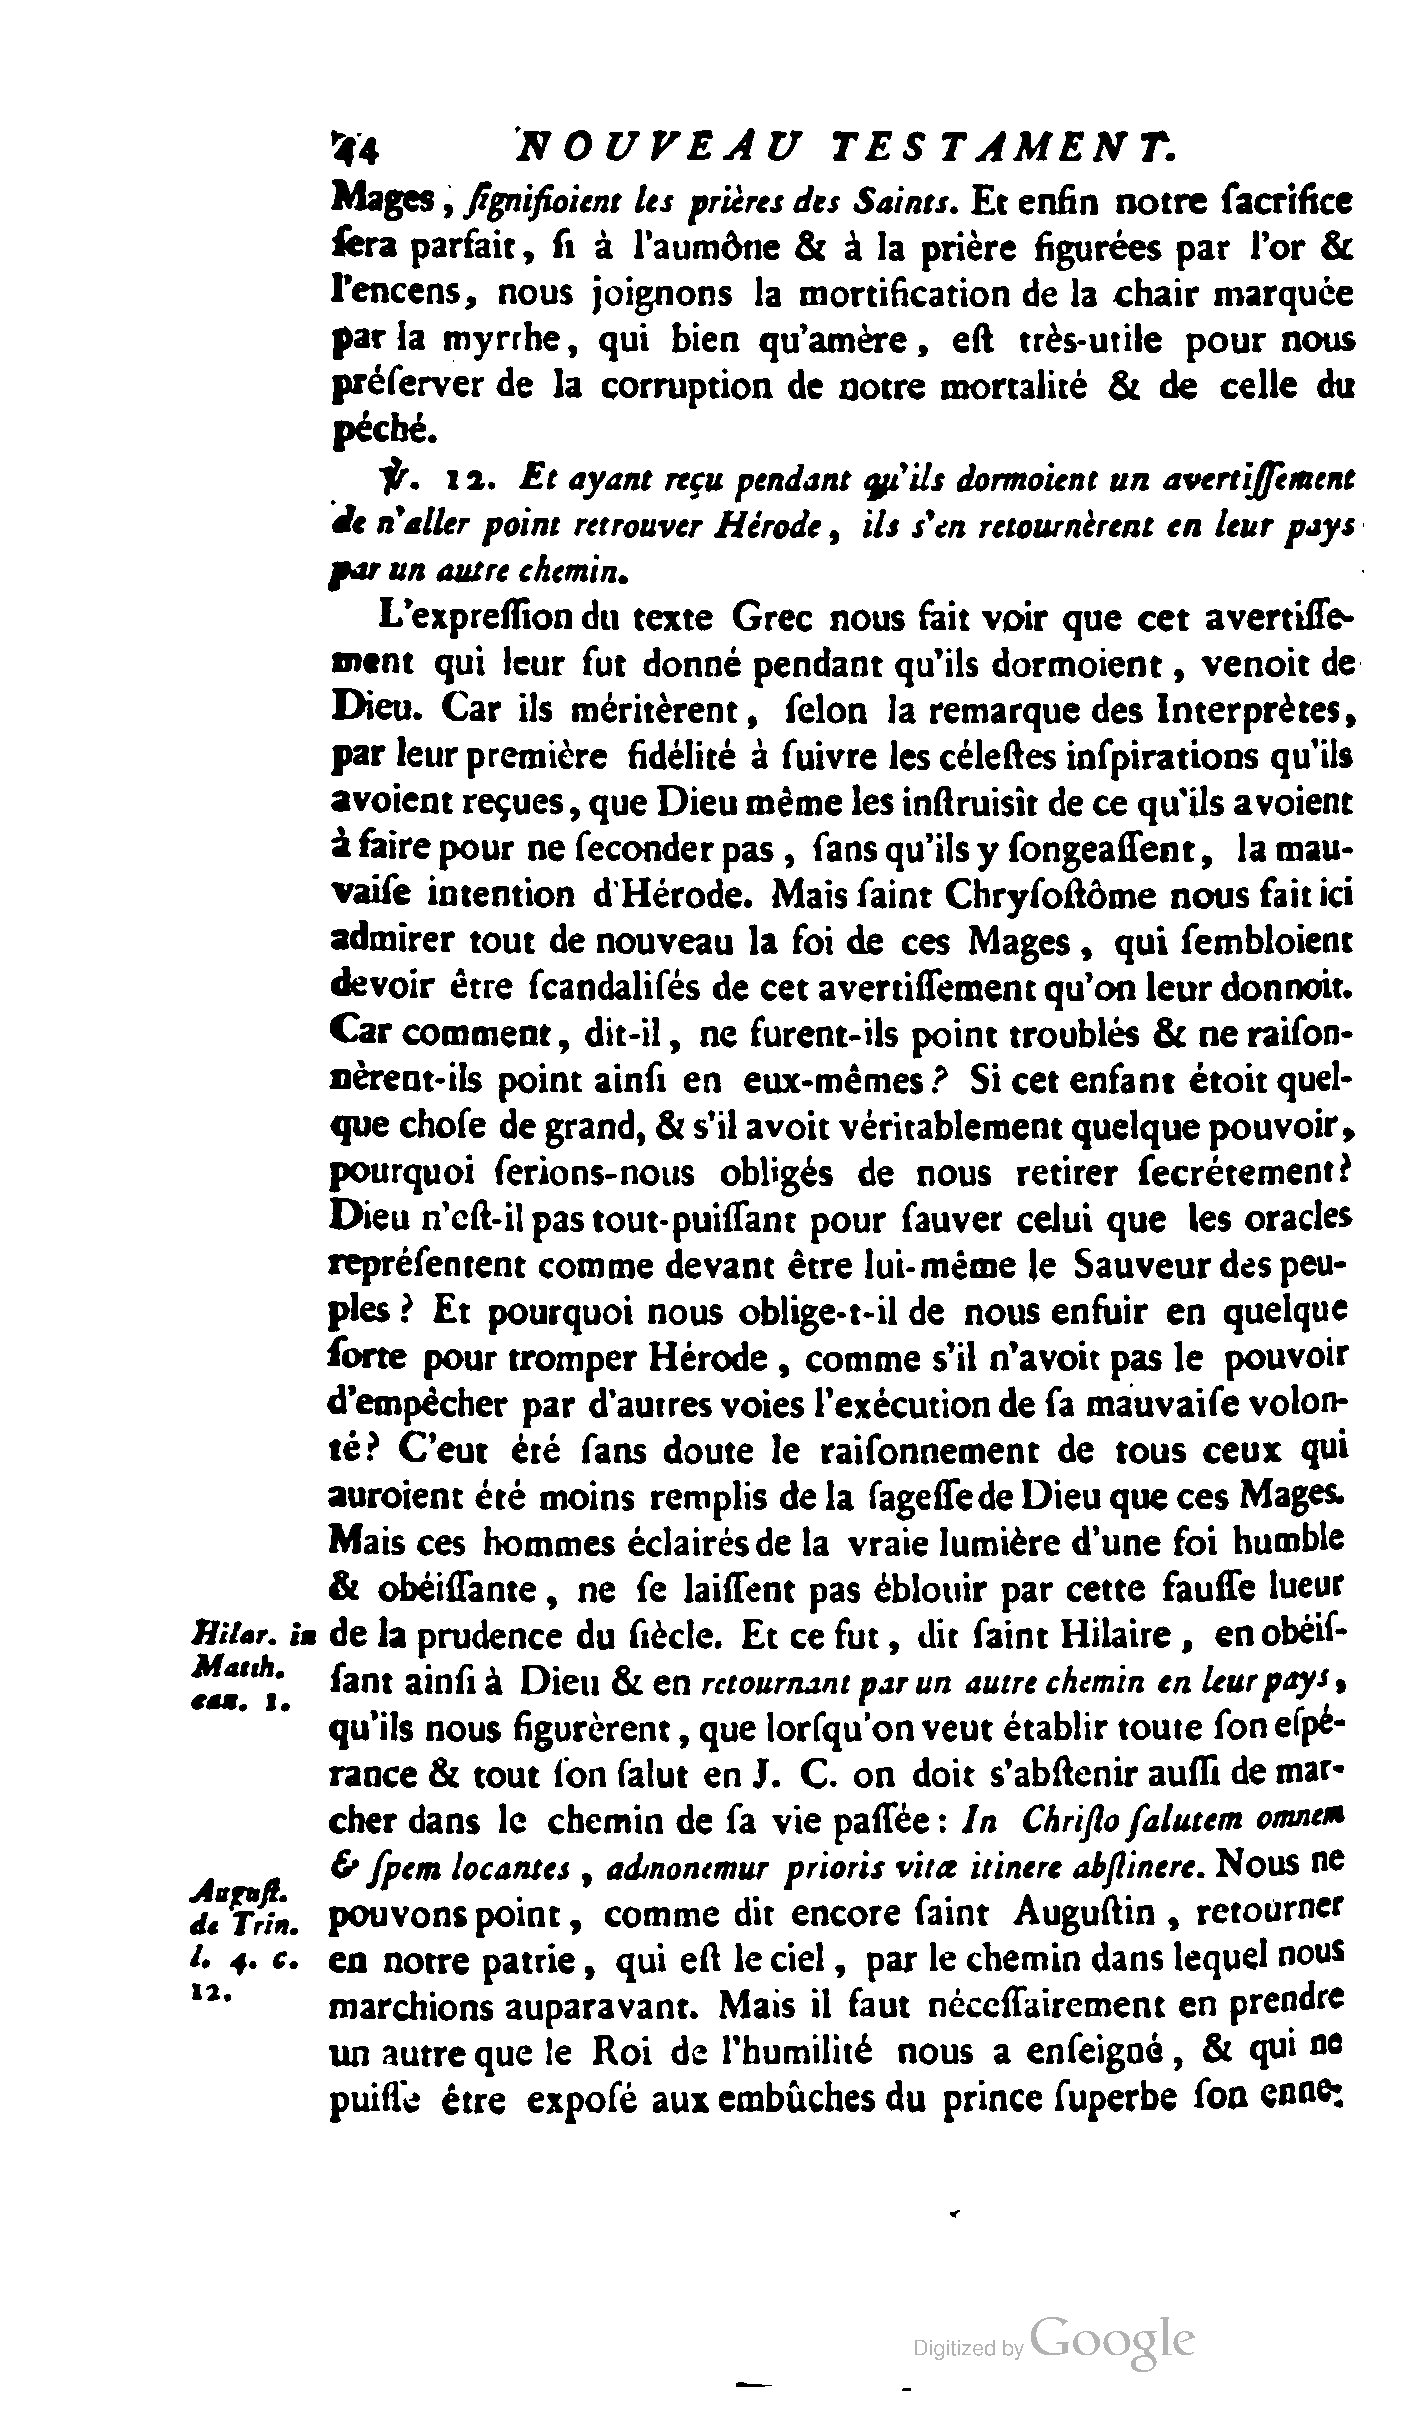 44 NOUVEAU TESTAMENT.
Mages, ſignifioient les prières des Saints. Et enfin notre ſacrifice
ſera parfait, ſi à l'aumône & à la prière figurées par l'or &
l'encens, nous joignons la mortification de la chair marquée
par la myrrhe, qui bien qu'amère, eſt très-utile pour nous
préſerver de la corruption de notre mortalité & de celle du
péché.
℣. 12. Et ayant reçu pendant qu'ils dormoient un avertiſſement
de n'aller point retrouver Hérode, ils s'en retournèrent en leur pays
par un autre chemin.
L'expreſſion du texte Grec nous fait voir que cet avertiſſe-
ment qui leur fut donné pendant qu'ils dormoient, venoit de
Dieu. Car ils méritèrent, ſelon la remarque des Interprètes,
par leur première fidélité à ſuivre les céleſtes inſpirations qu'ils
avoient reçues, que Dieu même les inſtruisît de ce qu'ils avoient
à faire pour ne ſeconder pas, ſans qu'ils y ſongeaſſent, la mau-
vaiſe intention d'Hérode. Mais ſaint Chryſoſtôme nous fait ici
admirer tout de nouveau la foi de ces Mages, qui ſembloient
devoir être ſcandaliſés de cet avertiſſement qu'on leur donnoit.
Car comment, dit-il, ne furent-ils point troublés & ne raiſon-
nèrent-ils point ainſi en eux-mêmes? Si cet enfant étoit quel-
que choſe de grand, & s'il avoit véritablement quelque pouvoir,
pourquoi ſerions-nous obligés de nous retirer ſecrétement?
Dieu n'eſt-il pas tout-puiſſant pour ſauver celui que les oracles
repréſentent comme devant être lui-même le Sauveur des peu-
ples? Et pourquoi nous oblige-t-il de nous enfuir en quelque
ſorte pour tromper Hérode, comme s'il n'avoit pas le pouvoir
d'empêcher par d'autres voies l'exécution de ſa mauvaiſe volon-
té? C'eut été ſans doute le raiſonnement de tous ceux qui
auroient été moins remplis de la ſageſſe de Dieu que ces Mages.
Mais ces hommes éclairés de la vraie lumière d'une foi humble
& obéiſſante, ne ſe laiſſent pas éblouir par cette fauſſe lueur
de la prudence du ſiècle. Et ce fut, dit ſaint Hilaire, en obéiſ-
ſant ainſi à Dieu & en retournant par un autre chemin en leur pays,
qu'ils nous figurèrent, que lorſqu'on veut établir toute ſon eſpé-
rance & tout ſon ſalut en J. C. on doit s'abſtenir auſſi de mar-
cher dans le chemin de ſa vie paſſée: In Chriſto ſalutem omnem
& ſpem locantes, admonemur prioris vitæ itinere abſtinere. Nous ne
pouvons point, comme dit encore ſaint Auguſtin, retourner
en notre patrie, qui eſt le ciel, par le chemin dans lequel nous
marchions auparavant. Mais il faut néceſſairement en prendre
un autre que le Roi de l'humilité nous a enſeigné, & qui ne
puiſſe être expoſé aux embûches du prince ſuperbe ſon enne-
Hilar. in
Matth.
can. 1.
Auguſt.
de Trin.
l. 4. c.
12.
Digitized by Google